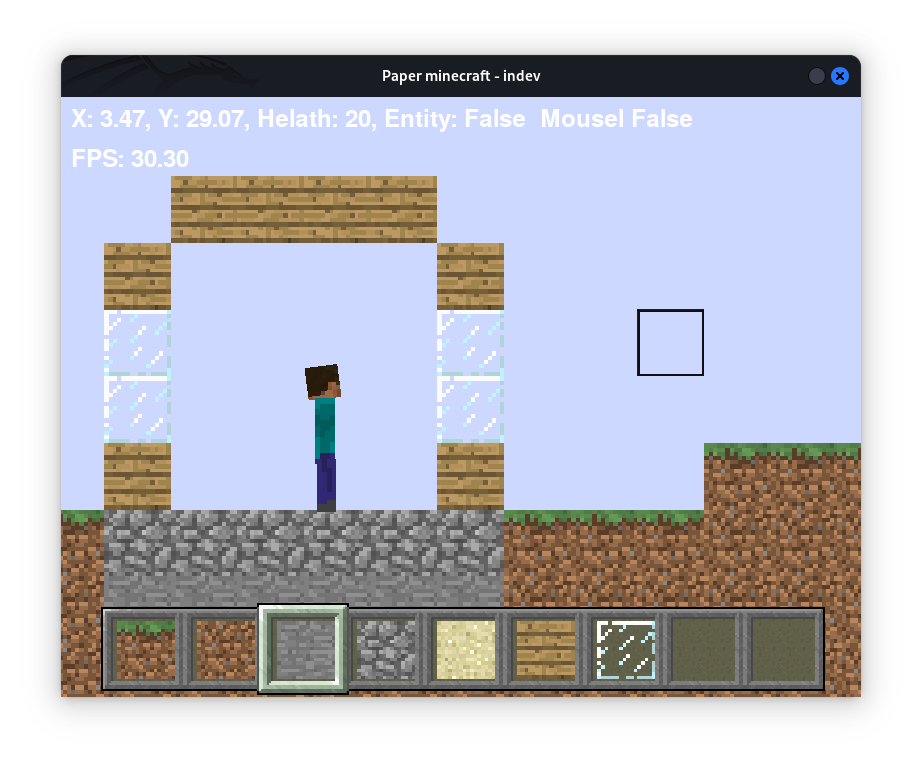 Paper minecraft - indev
X: 3.47, Y: 29.07, Helath: 20, Entity: False  Mousel False
FPS: 30.30